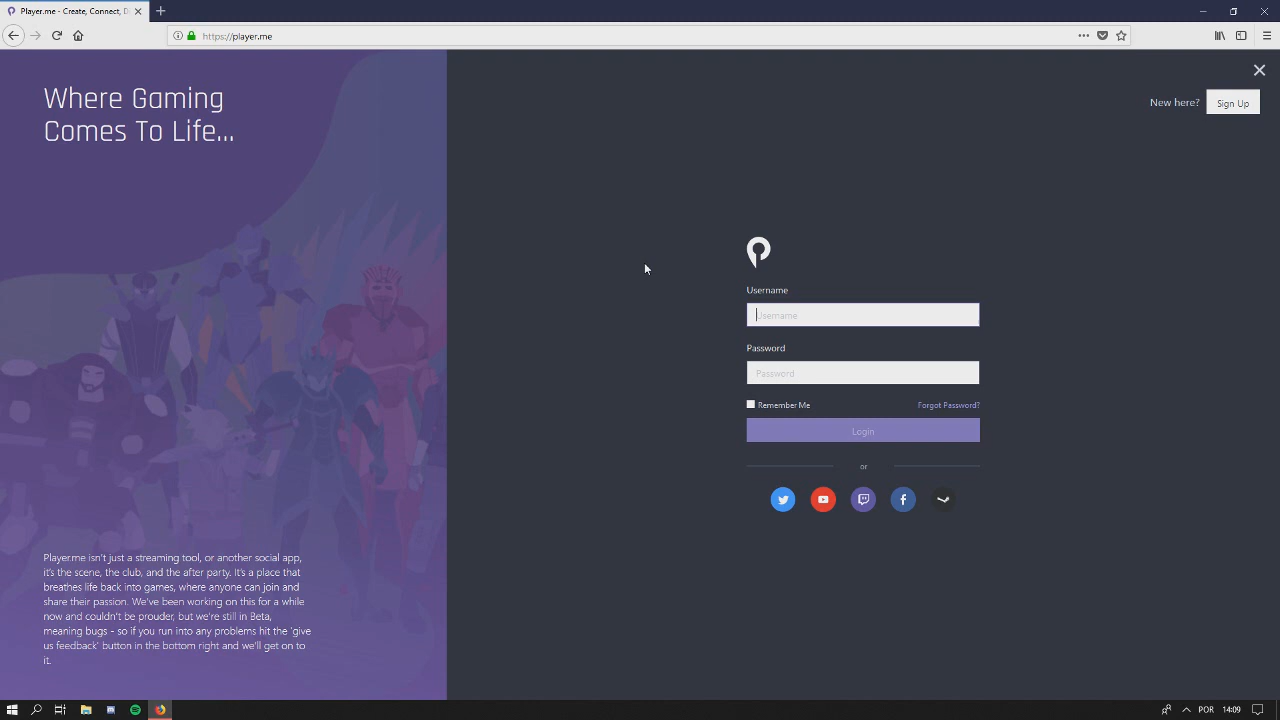 Player.me - Create, Connect, D
https://player.me
Where Gaming
Comes To Life...
New here?
Sign Up
Username
Username
Password
Password
Remember Me
Forgot Password?
Login
or
Player.me isn't just a streaming tool, or another social app,
it's the scene, the club, and the after party. It's a place that
breathes life back into games, where anyone can join and
share their passion. We've been working on this for a while
now and couldn't be prouder, but we're still in Beta,
meaning bugs - so if you run into any problems hit the 'give
us feedback' button in the bottom right and we'll get on to
it.
POR
14:09